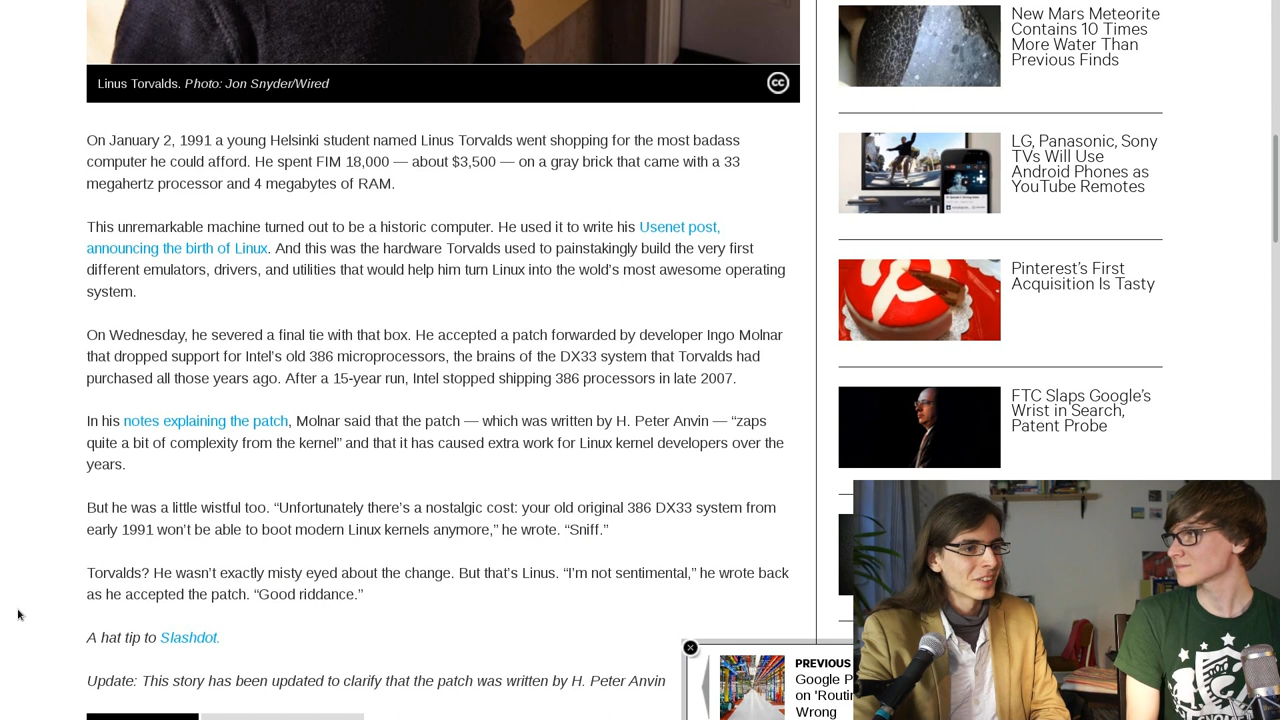 Linus Torvalds. Photo: Jon Snyder/Wired
cc
On January 2, 1991 a young Helsinki student named Linus Torvalds went shopping for the most badass
computer he could afford. He spent FIM 18,000 — about $3,500 — on a gray brick that came with a 33
megahertz processor and 4 megabytes of RAM.
This unremarkable machine turned out to be a historic computer. He used it to write his Usenet post,
announcing the birth of Linux. And this was the hardware Torvalds used to painstakingly build the very first
different emulators, drivers, and utilities that would help him turn Linux into the wold’s most awesome operating
system.
On Wednesday, he severed a final tie with that box. He accepted a patch forwarded by developer Ingo Molnar
that dropped support for Intel’s old 386 microprocessors, the brains of the DX33 system that Torvalds had
purchased all those years ago. After a 15-year run, Intel stopped shipping 386 processors in late 2007.
In his notes explaining the patch, Molnar said that the patch — which was written by H. Peter Anvin — “zaps
quite a bit of complexity from the kernel” and that it has caused extra work for Linux kernel developers over the
years.
But he was a little wistful too. “Unfortunately there’s a nostalgic cost: your old original 386 DX33 system from
early 1991 won’t be able to boot modern Linux kernels anymore,” he wrote. “Sniff.”
Torvalds? He wasn’t exactly misty eyed about the change. But that’s Linus. “I’m not sentimental,” he wrote back
as he accepted the patch. “Good riddance.”
A hat tip to Slashdot.
Update: This story has been updated to clarify that the patch was written by H. Peter Anvin
New Mars Meteorite
Contains 10 Times
More Water Than
Previous Finds
LG, Panasonic, Sony
TVs Will Use
Android Phones as
YouTube Remotes
Pinterest’s First
Acquisition Is Tasty
FTC Slaps Google’s
Wrist in Search,
Patent Probe
PREVIOUS
Google P
on 'Routin
Wrong